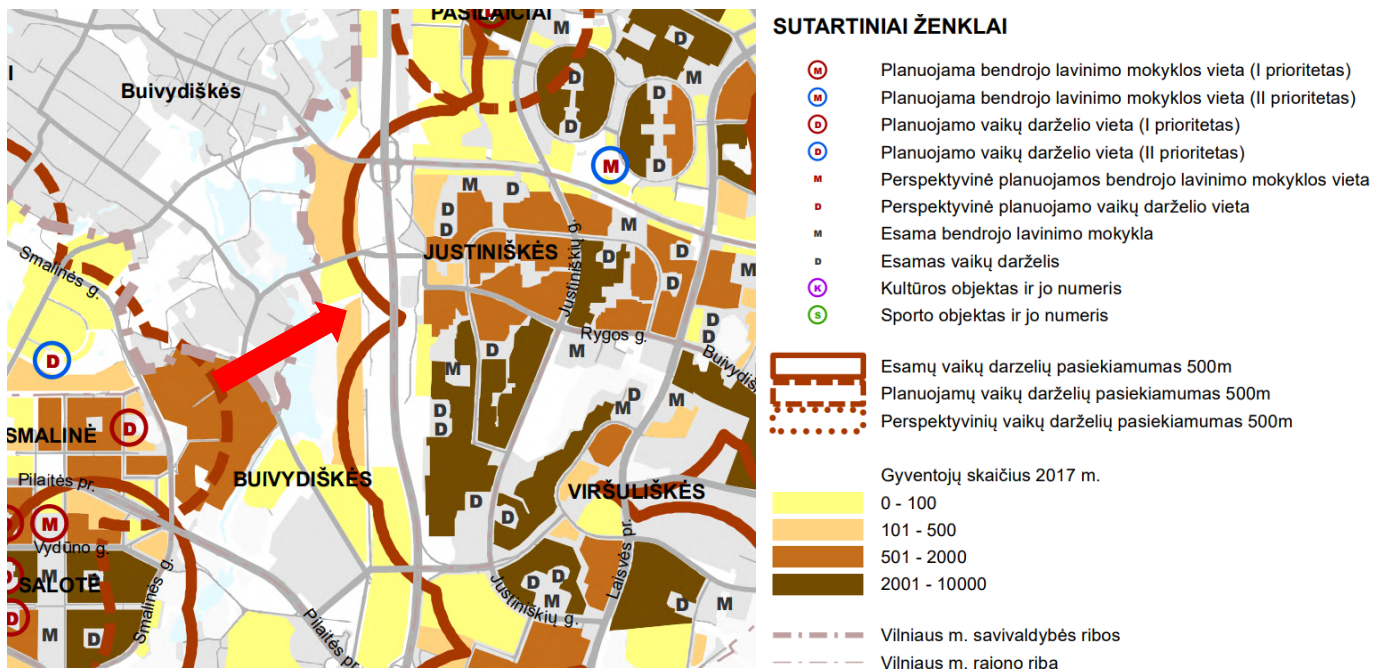 PAŠILAIČIAI
M
D
M
D
D
M
Buivydiškės
I
D
D
D
D
M
D
M
D
M
D
D
M
D
JUSTINIŠKĖS
Justiniškių g.
D
M
D
D
Smalinės g.
D
D
Rygos g.
D
M
M
Buivydiš
D
M
D
M
D
D
SMALINĖ
D
Pilaitės pr.
BUIVYDIŠKĖS
D
VIRŠULIŠKĖS
M
D
Vydūno g.
Laisvės pr.
SALOTĖ
M
D
D
D
M
M
D
Justiniškių g.
D
M
D
Smalinės g.
Pilaitės pr.
SUTARTINIAI ŽENKLAI
M Planuojama bendrojo lavinimo mokyklos vieta (I prioritetas)
M Planuojama bendrojo lavinimo mokyklos vieta (II prioritetas)
D Planuojamo vaikų darželio vieta (I prioritetas)
D Planuojamo vaikų darželio vieta (II prioritetas)
M Perspektyvinė planuojamos bendrojo lavinimo mokyklos vieta
D Perspektyvinė planuojamo vaikų darželio vieta
M Esama bendrojo lavinimo mokykla
D Esamas vaikų darželis
K Kultūros objektas ir jo numeris
S Sporto objektas ir jo numeris
Esamų vaikų darzelių pasiekiamumas 500m
Planuojamų vaikų darželių pasiekiamumas 500m
Perspektyvinių vaikų darželių pasiekiamumas 500m
Gyventojų skaičius 2017 m.
0 - 100
101 - 500
501 - 2000
2001 - 10000
Vilniaus m. savivaldybės ribos
Vilniaus m. rajono riba